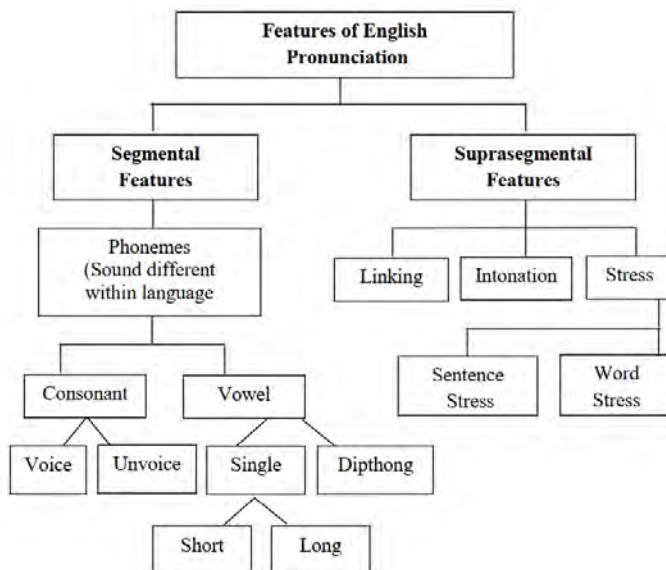 Features of English
Pronunciation
Segmental
Features
Suprasegmental
Features
Phonemes
(Sound different
within language
Linking
Intonation
Stress
Consonant
Vowel
Sentence
Stress
Word
Stress
Voice
Unvoice
Single
Dipthong
Short
Long